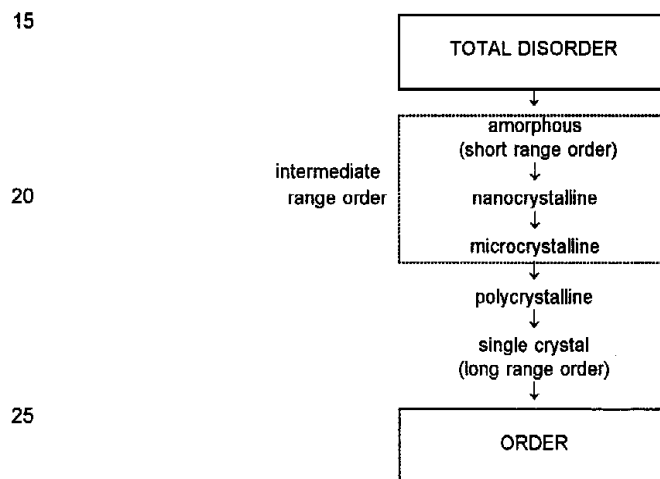 15
TOTAL DISORDER
↓
amorphous
(short range order)
↓
intermediate
range order
20
nanocrystalline
↓
microcrystalline
↓
polycrystalline
↓
single crystal
(long range order)
↓
25
ORDER